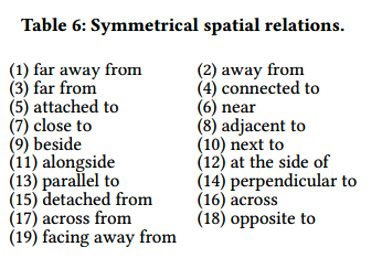 Table 6: Symmetrical spatial relations.
(1) far away from (2) away from
(3) far from (4) connected to
(5) attached to (6) near
(7) close to (8) adjacent to
(9) beside (10) next to
(11) alongside (12) at the side of
(13) parallel to (14) perpendicular to
(15) detached from (16) across
(17) across from (18) opposite to
(19) facing away from